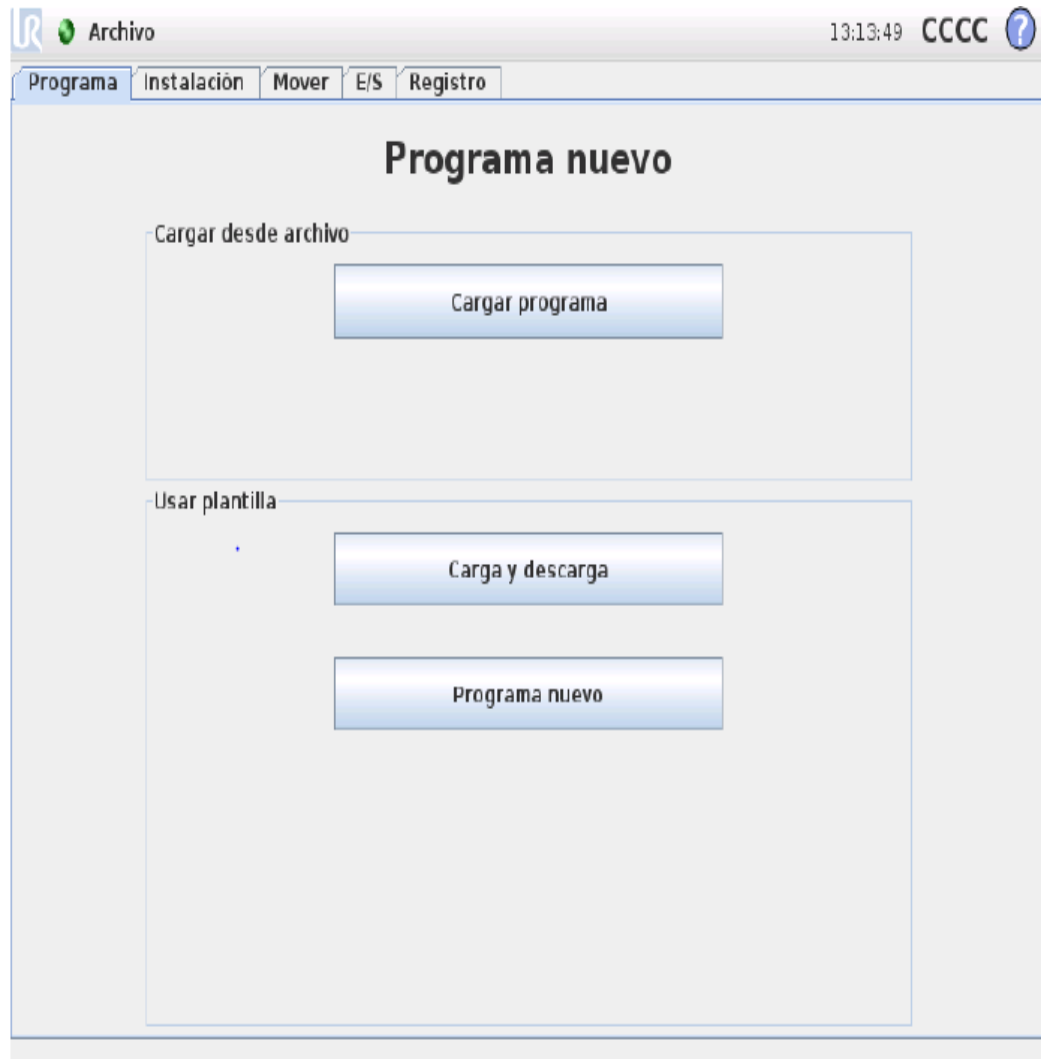 UR Archivo 13:13:49 CCCC ?
Programa Instalación Mover E/S Registro
Programa nuevo
Cargar desde archivo
Cargar programa
Usar plantilla
Carga y descarga
Programa nuevo